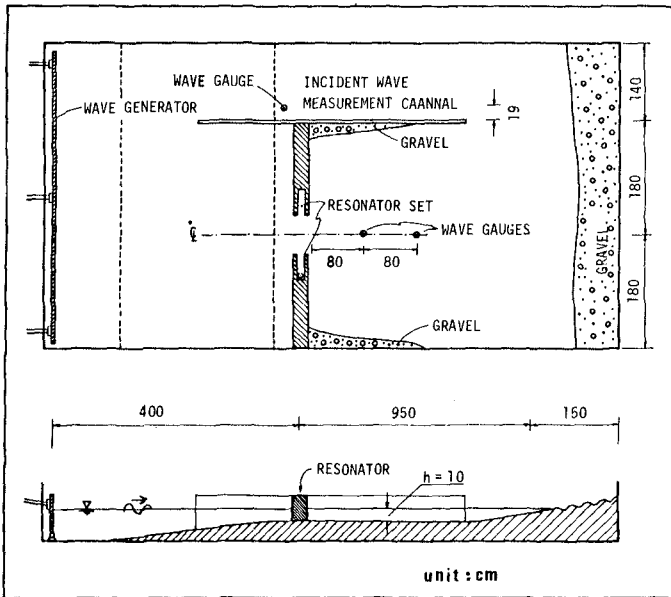 WAVE GAUGE
INCIDENT WAVE
MEASUREMENT CAANNAL
WAVE GENERATOR
19
140
GRAVEL
180
RESONATOR SET
℄
WAVE GAUGES
80
80
GRAVEL
180
GRAVEL
400
950
150
RESONATOR
h = 10
unit : cm